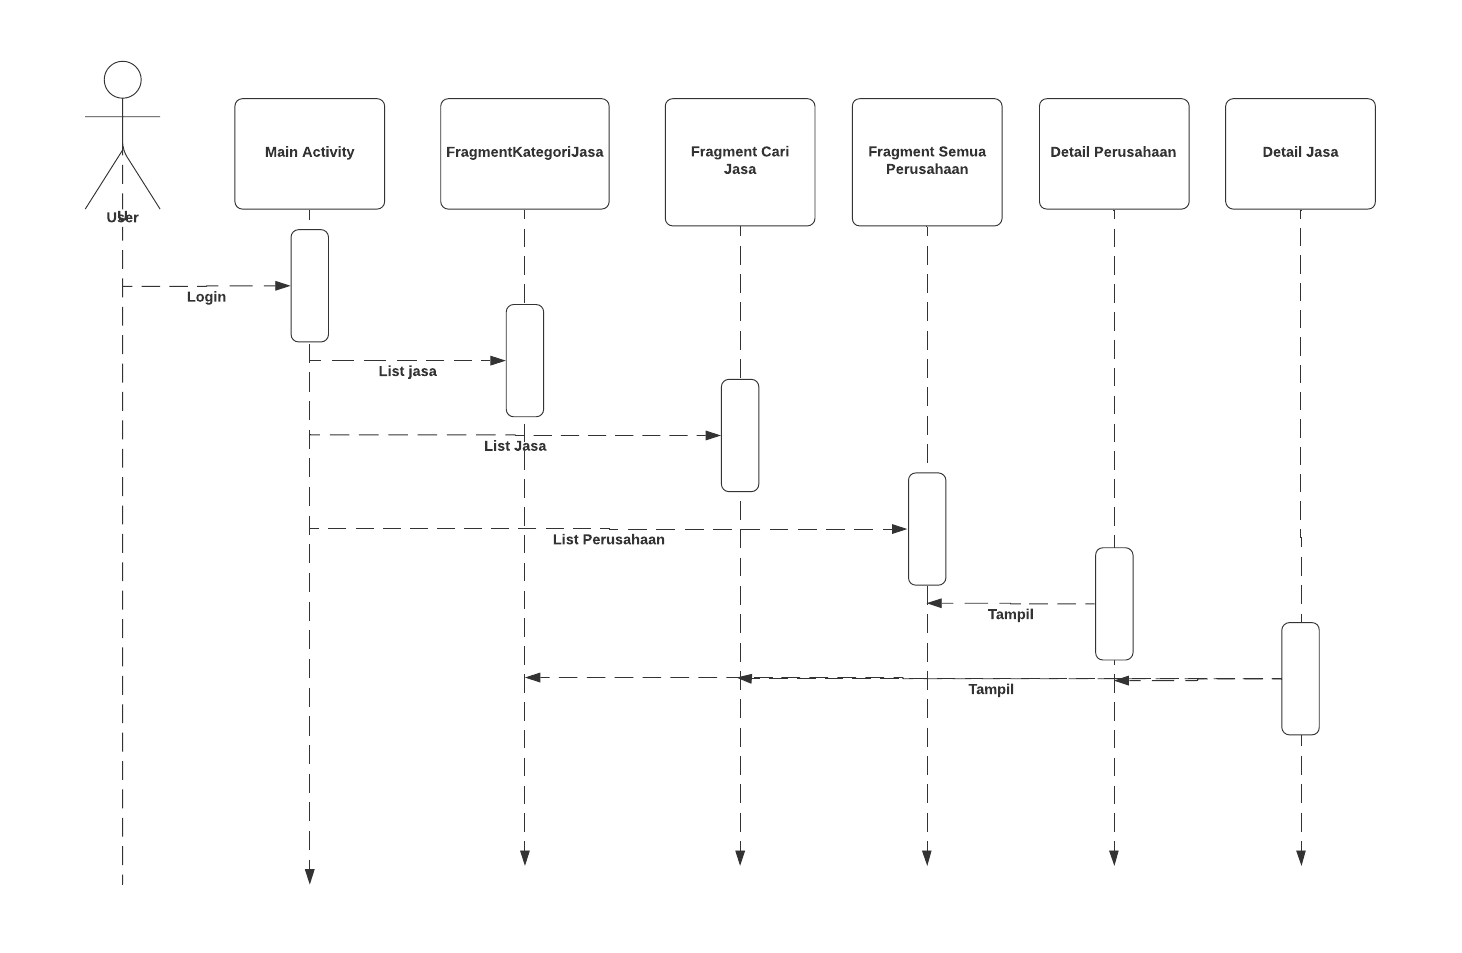 User
Main Activity
FragmentKategoriJasa
Fragment Cari
Jasa
Fragment Semua
Perusahaan
Detail Perusahaan
Detail Jasa
Login
List jasa
List Jasa
List Perusahaan
Tampil
Tampil